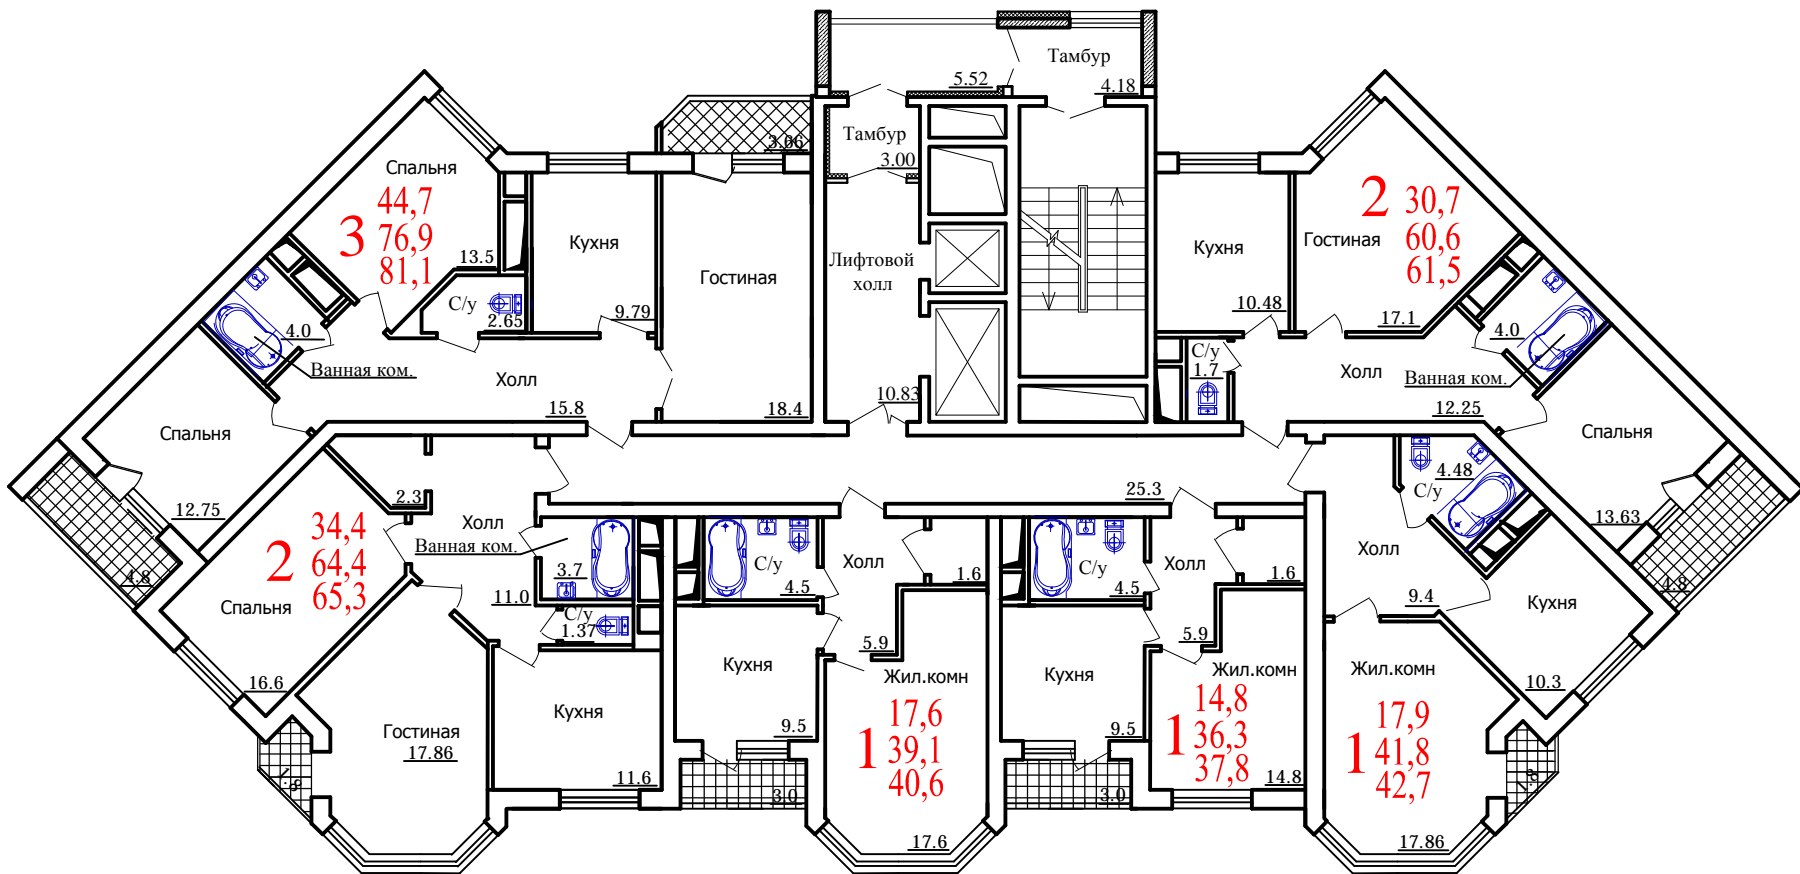 Тамбур
5.52
4.18
Тамбур
3.00
3.66
Спальня
3
44,7
76,9
81,1
13.5
С/у
2.65
Кухня
9.79
Гостиная
18.4
Лифтовой
холл
10.83
Кухня
10.48
Гостиная
2
30,7
60,6
61,5
17.1
4.0
Ванная ком.
Холл
15.8
С/у
1.7
Холл
12.25
4.0
Ванная ком.
Спальня
12.75
4.8
Спальня
13.63
4.8
2.3
Холл
11.0
Ванная ком.
3.7
С/у
1.37
2
34,4
64,4
65,3
Спальня
16.6
Гостиная
17.86
1.8
Кухня
11.6
25.3
С/у
4.5
Холл
1.6
5.9
Кухня
9.5
3.0
Жил.комн
1
17,6
39,1
40,6
17.6
С/у
4.5
Холл
1.6
5.9
Кухня
9.5
3.0
Жил.комн
1
14,8
36,3
37,8
14.8
4.48
С/у
Холл
9.4
Кухня
10.3
Жил.комн
1
17,9
41,8
42,7
17.86
1.8